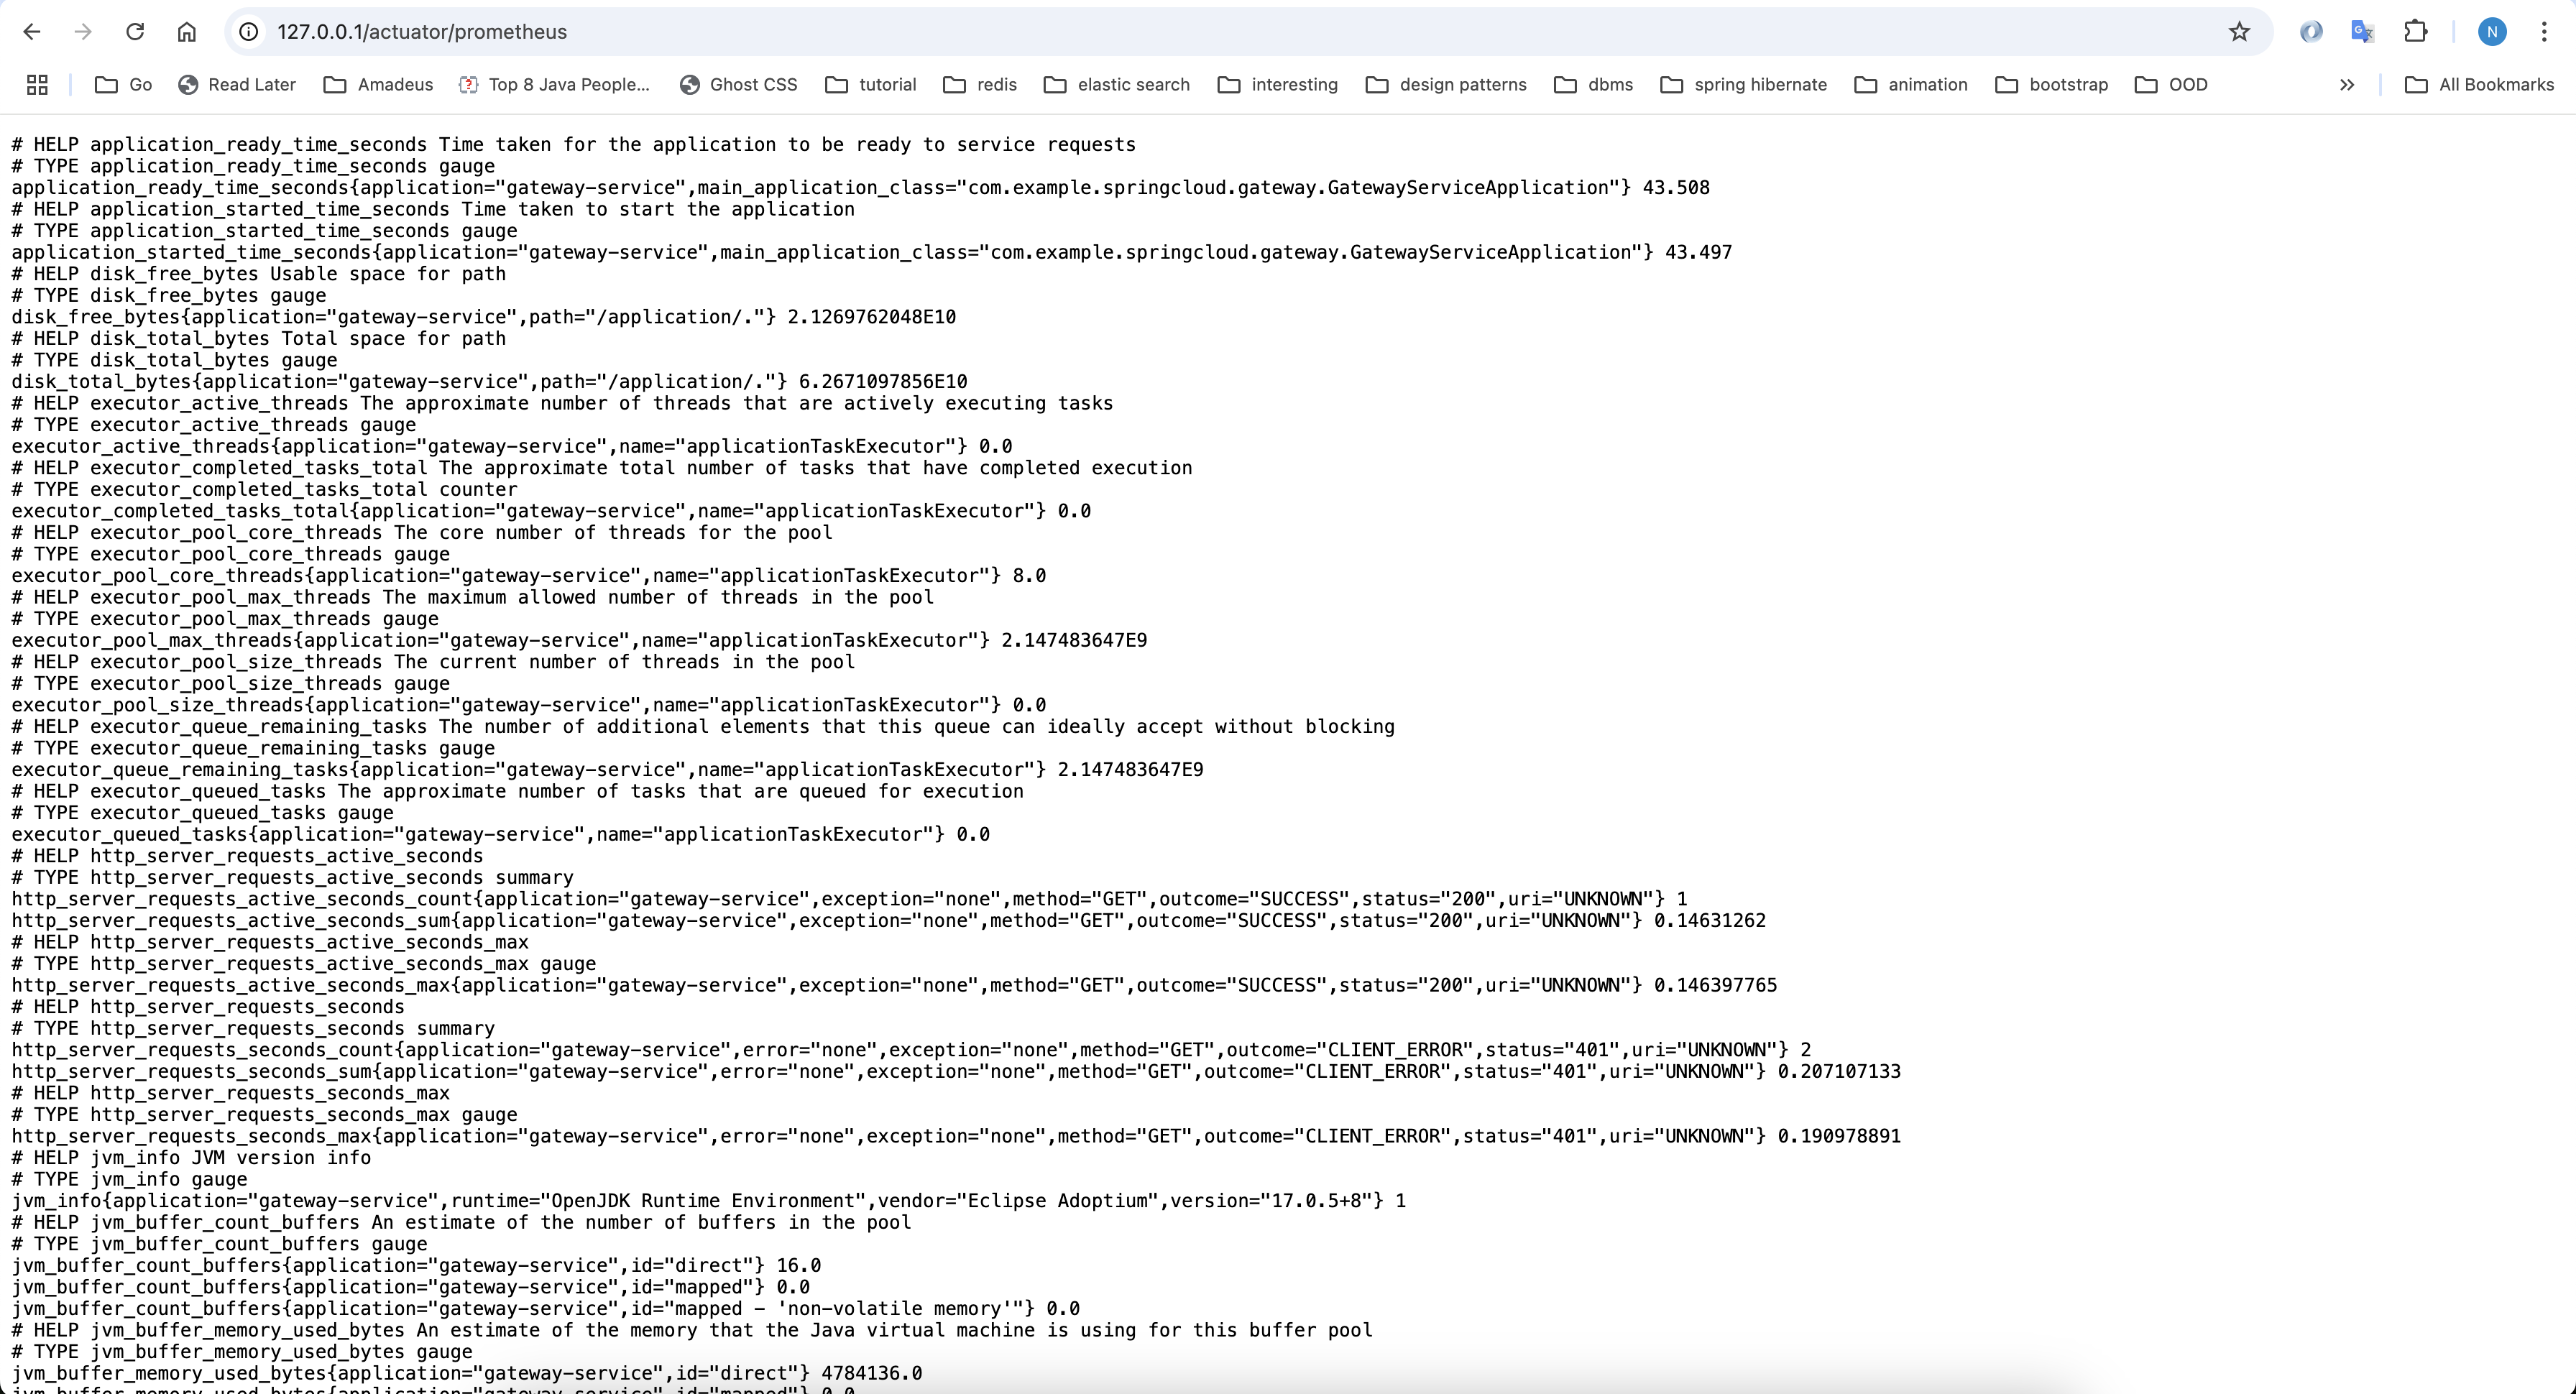 127.0.0.1/actuator/prometheus
N
Go
Read Later
Amadeus
Top 8 Java People...
Ghost CSS
tutorial
redis
elastic search
interesting
design patterns
dbms
spring hibernate
animation
bootstrap
OOD
All Bookmarks
# HELP application_ready_time_seconds Time taken for the application to be ready to service requests
# TYPE application_ready_time_seconds gauge
application_ready_time_seconds{application="gateway-service",main_application_class="com.example.springcloud.gateway.GatewayServiceApplication"} 43.508
# HELP application_started_time_seconds Time taken to start the application
# TYPE application_started_time_seconds gauge
application_started_time_seconds{application="gateway-service",main_application_class="com.example.springcloud.gateway.GatewayServiceApplication"} 43.497
# HELP disk_free_bytes Usable space for path
# TYPE disk_free_bytes gauge
disk_free_bytes{application="gateway-service",path="/application/."} 2.1269762048E10
# HELP disk_total_bytes Total space for path
# TYPE disk_total_bytes gauge
disk_total_bytes{application="gateway-service",path="/application/."} 6.2671097856E10
# HELP executor_active_threads The approximate number of threads that are actively executing tasks
# TYPE executor_active_threads gauge
executor_active_threads{application="gateway-service",name="applicationTaskExecutor"} 0.0
# HELP executor_completed_tasks_total The approximate total number of tasks that have completed execution
# TYPE executor_completed_tasks_total counter
executor_completed_tasks_total{application="gateway-service",name="applicationTaskExecutor"} 0.0
# HELP executor_pool_core_threads The core number of threads for the pool
# TYPE executor_pool_core_threads gauge
executor_pool_core_threads{application="gateway-service",name="applicationTaskExecutor"} 8.0
# HELP executor_pool_max_threads The maximum allowed number of threads in the pool
# TYPE executor_pool_max_threads gauge
executor_pool_max_threads{application="gateway-service",name="applicationTaskExecutor"} 2.147483647E9
# HELP executor_pool_size_threads The current number of threads in the pool
# TYPE executor_pool_size_threads gauge
executor_pool_size_threads{application="gateway-service",name="applicationTaskExecutor"} 0.0
# HELP executor_queue_remaining_tasks The number of additional elements that this queue can ideally accept without blocking
# TYPE executor_queue_remaining_tasks gauge
executor_queue_remaining_tasks{application="gateway-service",name="applicationTaskExecutor"} 2.147483647E9
# HELP executor_queued_tasks The approximate number of tasks that are queued for execution
# TYPE executor_queued_tasks gauge
executor_queued_tasks{application="gateway-service",name="applicationTaskExecutor"} 0.0
# HELP http_server_requests_active_seconds
# TYPE http_server_requests_active_seconds summary
http_server_requests_active_seconds_count{application="gateway-service",exception="none",method="GET",outcome="SUCCESS",status="200",uri="UNKNOWN"} 1
http_server_requests_active_seconds_sum{application="gateway-service",exception="none",method="GET",outcome="SUCCESS",status="200",uri="UNKNOWN"} 0.14631262
# HELP http_server_requests_active_seconds_max
# TYPE http_server_requests_active_seconds_max gauge
http_server_requests_active_seconds_max{application="gateway-service",exception="none",method="GET",outcome="SUCCESS",status="200",uri="UNKNOWN"} 0.146397765
# HELP http_server_requests_seconds
# TYPE http_server_requests_seconds summary
http_server_requests_seconds_count{application="gateway-service",error="none",exception="none",method="GET",outcome="CLIENT_ERROR",status="401",uri="UNKNOWN"} 2
http_server_requests_seconds_sum{application="gateway-service",error="none",exception="none",method="GET",outcome="CLIENT_ERROR",status="401",uri="UNKNOWN"} 0.207107133
# HELP http_server_requests_seconds_max
# TYPE http_server_requests_seconds_max gauge
http_server_requests_seconds_max{application="gateway-service",error="none",exception="none",method="GET",outcome="CLIENT_ERROR",status="401",uri="UNKNOWN"} 0.190978891
# HELP jvm_info JVM version info
# TYPE jvm_info gauge
jvm_info{application="gateway-service",runtime="OpenJDK Runtime Environment",vendor="Eclipse Adoptium",version="17.0.5+8"} 1
# HELP jvm_buffer_count_buffers An estimate of the number of buffers in the pool
# TYPE jvm_buffer_count_buffers gauge
jvm_buffer_count_buffers{application="gateway-service",id="direct"} 16.0
jvm_buffer_count_buffers{application="gateway-service",id="mapped"} 0.0
jvm_buffer_count_buffers{application="gateway-service",id="mapped - 'non-volatile memory'"} 0.0
# HELP jvm_buffer_memory_used_bytes An estimate of the memory that the Java virtual machine is using for this buffer pool
# TYPE jvm_buffer_memory_used_bytes gauge
jvm_buffer_memory_used_bytes{application="gateway-service",id="direct"} 4784136.0
jvm_buffer_memory_used_bytes{application="gateway-service",id="mapped"} 0.0